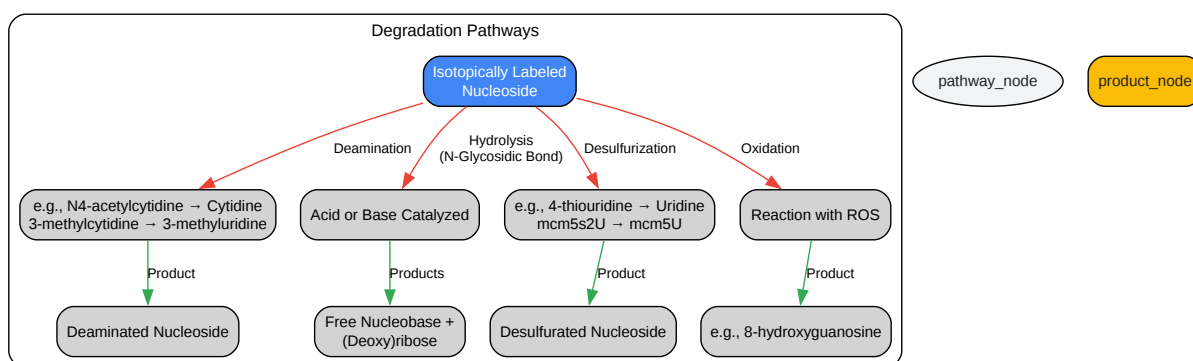 Degradation Pathways
Isotopically Labeled
Nucleoside
pathway_node
product_node
Deamination
Hydrolysis
(N-Glycosidic Bond)
Desulfurization
Oxidation
e.g., N4-acetylcytidine → Cytidine
3-methylcytidine → 3-methyluridine
Acid or Base Catalyzed
e.g., 4-thiouridine → Uridine
mcm5s2U → mcm5U
Reaction with ROS
Product
Products
Product
Product
Deaminated Nucleoside
Free Nucleobase +
(Deoxy)ribose
Desulfurated Nucleoside
e.g., 8-hydroxyguanosine